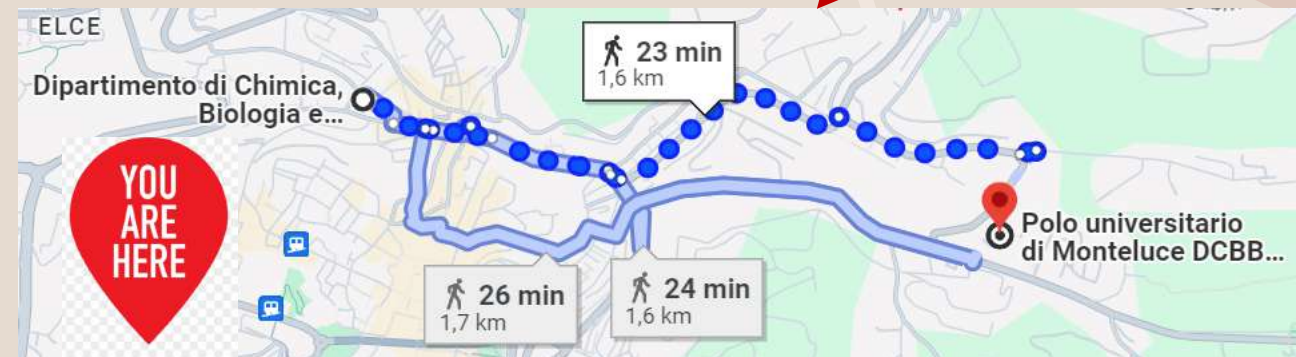 ELCE
Dipartimento di Chimica,
Biologia e...
YOU
ARE
HERE
23 min
1,6 km
26 min
1,7 km
24 min
1,6 km
Polo universitario
di Monteluce DCBB...